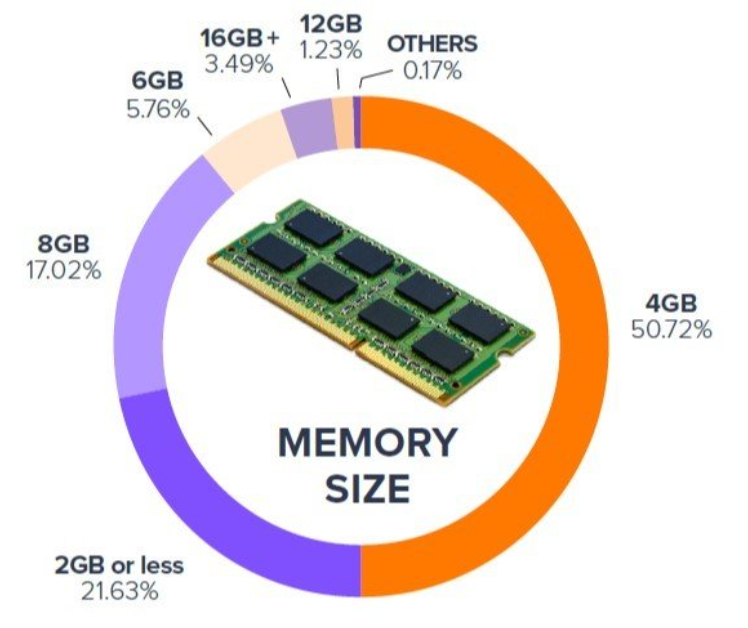 12GB
1.23%
16GB+
3.49%
OTHERS
0.17%
6GB
5.76%
8GB
17.02%
4GB
50.72%
MEMORY
SIZE
2GB or less
21.63%